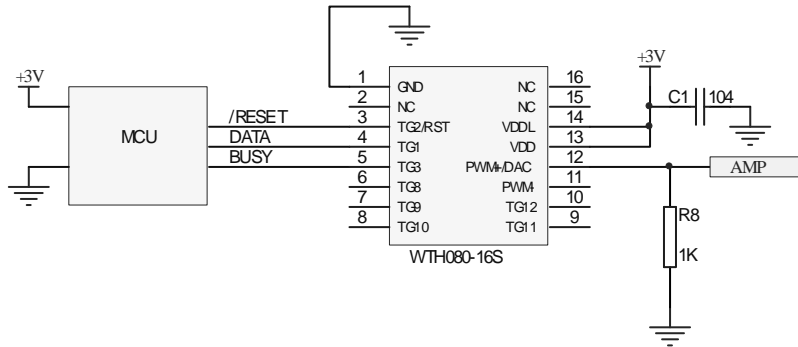 +3V
MCU
/RESET
DATA
BUSY
1 GND NC 16
2 NC NC 15
3 TG2/RST VDDL 14
4 TG1 VDD 13
5 TG3 PWM+/DAC 12
6 TG8 PWM- 11
7 TG9 TG12 10
8 TG10 TG11 9
WTH080-16S
+3V
C1 104
AMP
R8
1K